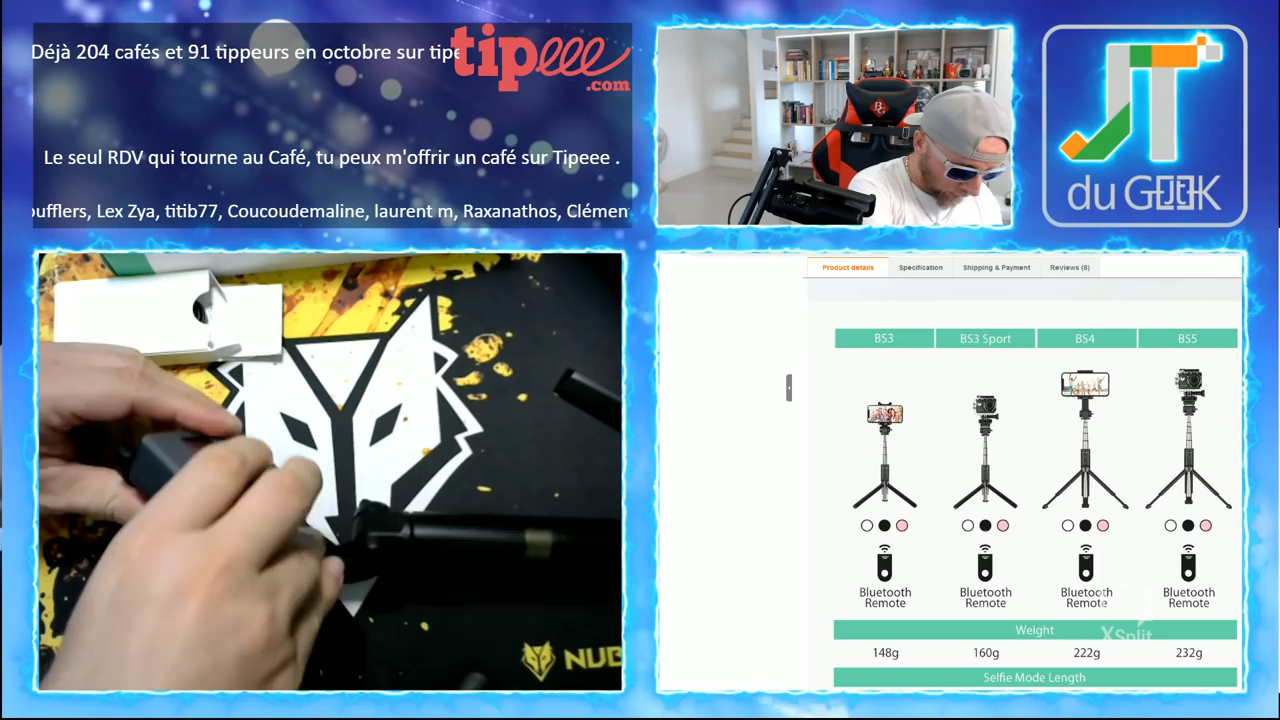 Déjà 204 cafés et 91 tippeurs en octobre sur tipe
tipeee
.com
Le seul RDV qui tourne au Café, tu peux m'offrir un café sur Tipeee .
oufflers, Lex Zya, titib77, Coucoudemaline, laurent m, Raxanathos, Clémen
JT
du GEEK
Product details Specification Shipping & Payment Reviews (8)
BS3 BS3 Sport BS4 BS5
Bluetooth Remote Bluetooth Remote Bluetooth Remote Bluetooth Remote
Weight
XSplit
148g 160g 222g 232g
Selfie Mode Length
NUB